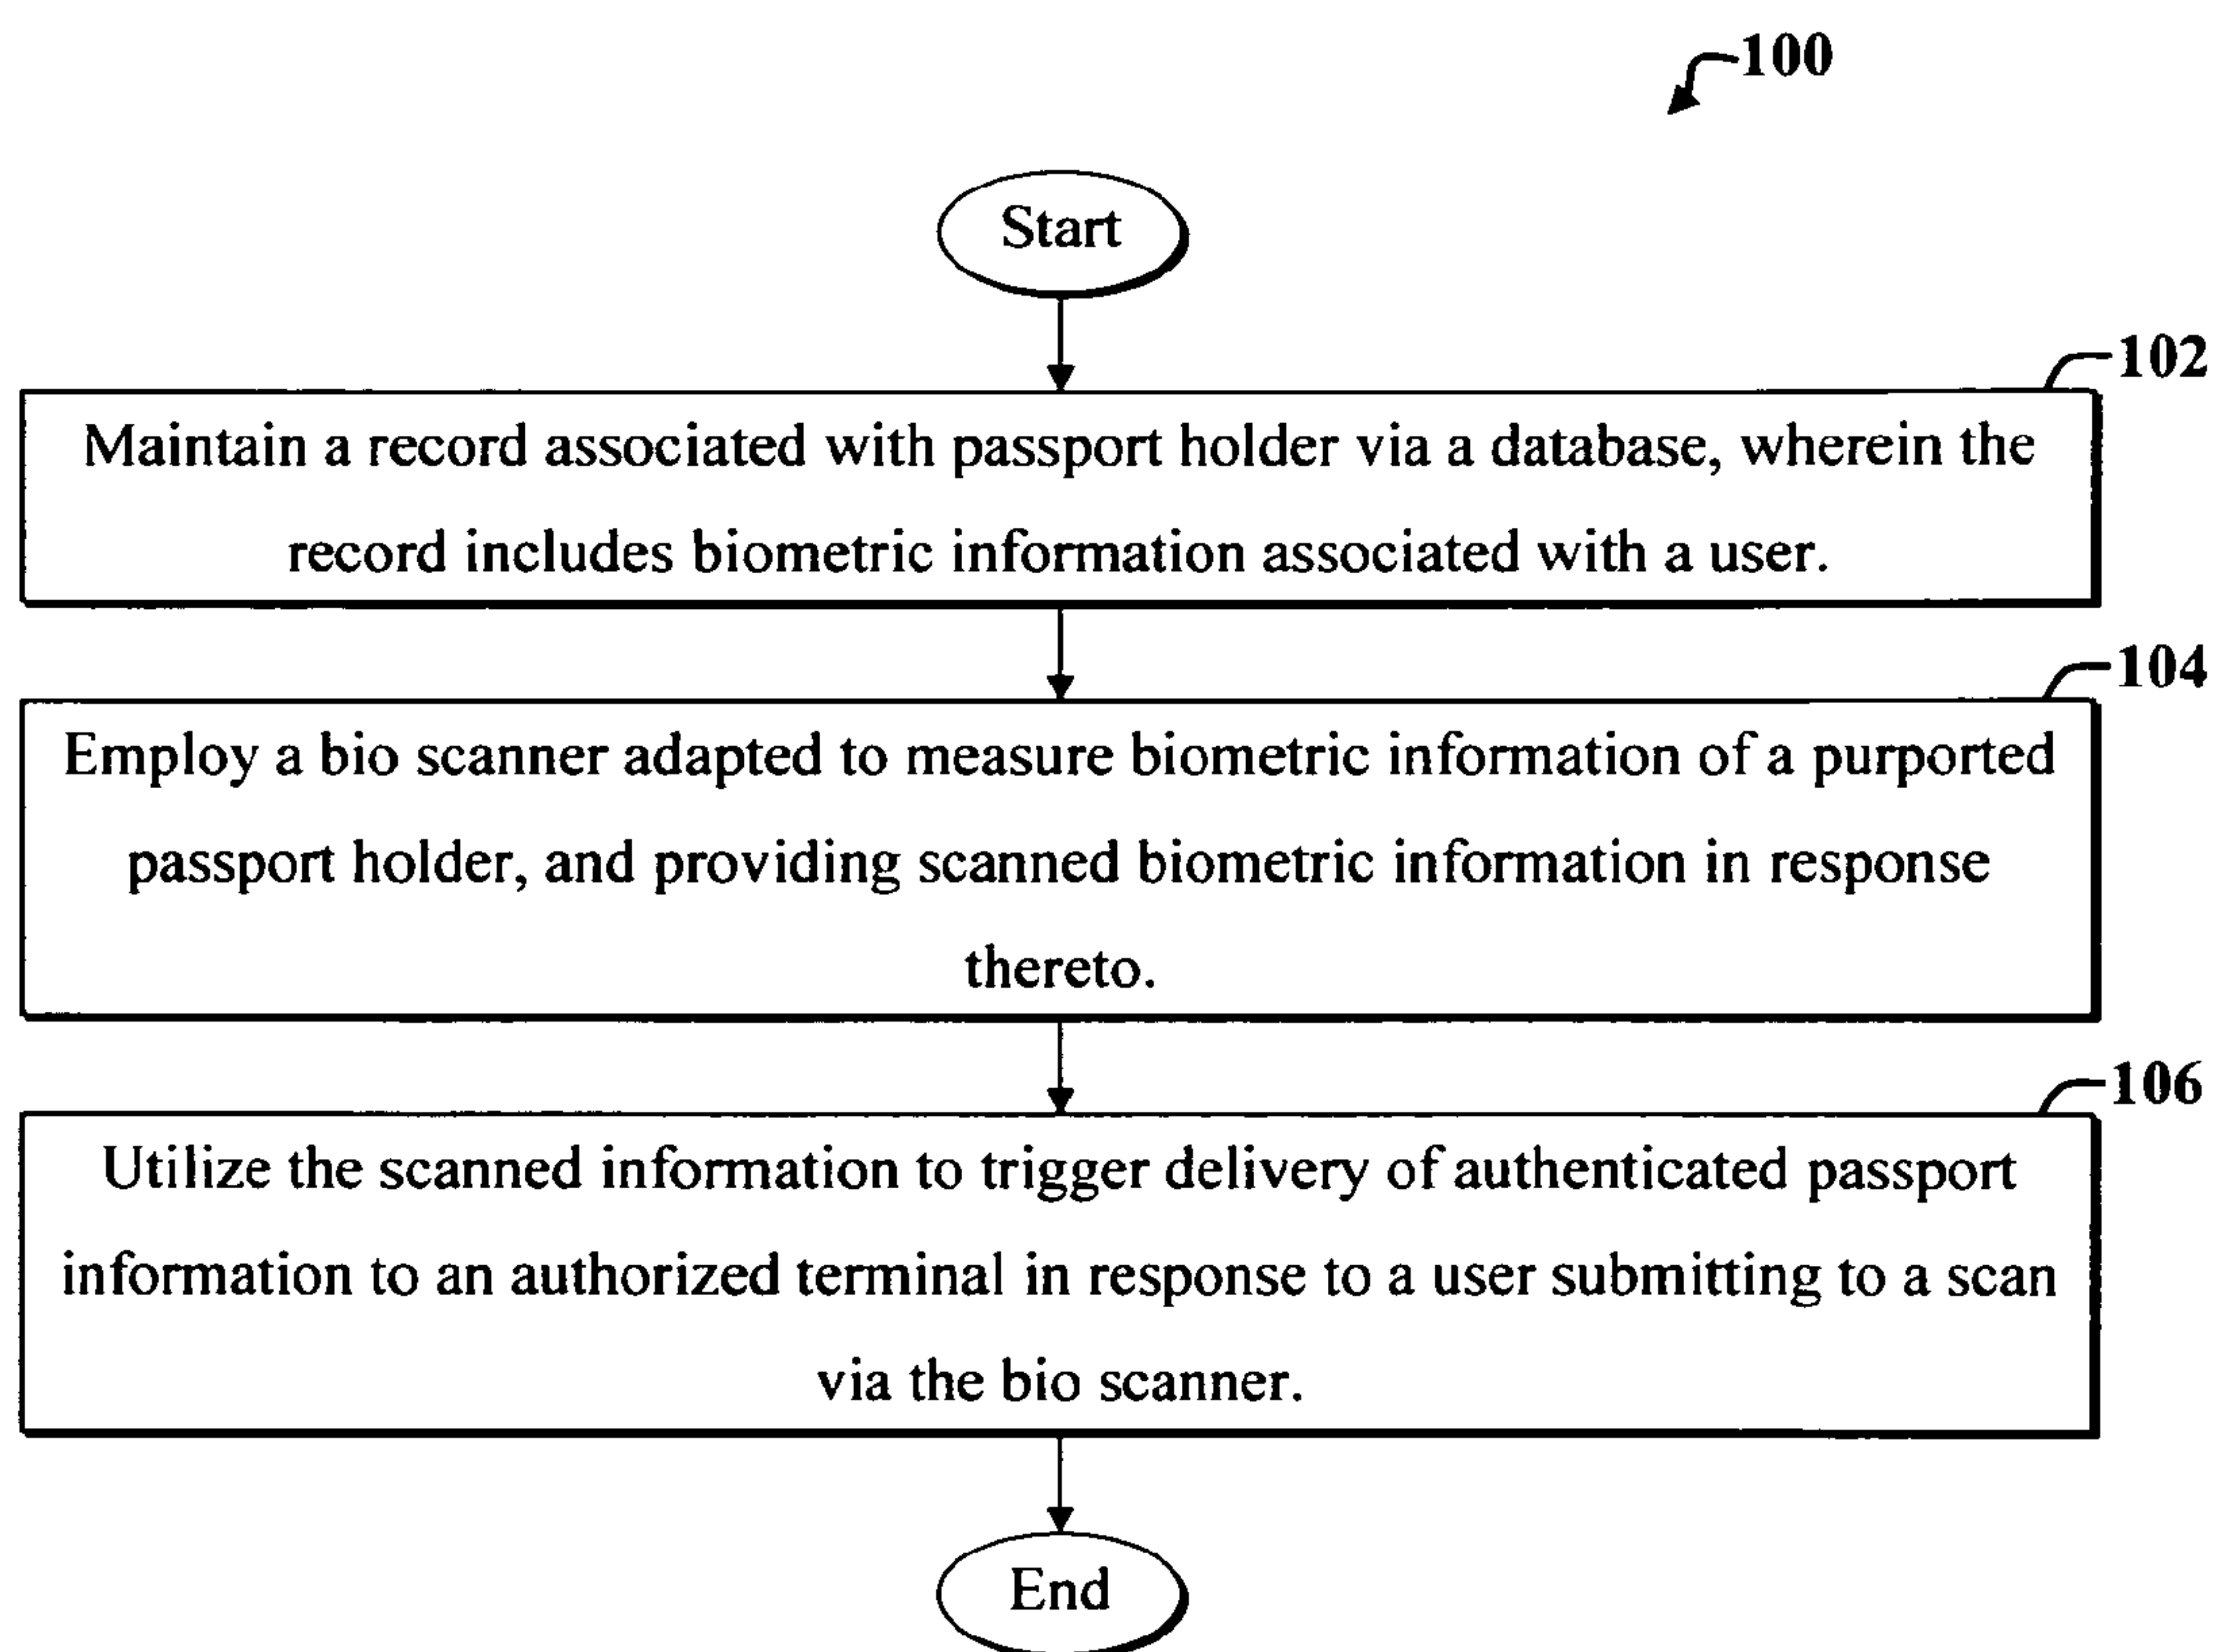 100
Start
102
Maintain a record associated with passport holder via a database, wherein the
record includes biometric information associated with a user.
104
Employ a bio scanner adapted to measure biometric information of a purported
passport holder, and providing scanned biometric information in response
thereto.
106
Utilize the scanned information to trigger delivery of authenticated passport
information to an authorized terminal in response to a user submitting to a scan
via the bio scanner.
End